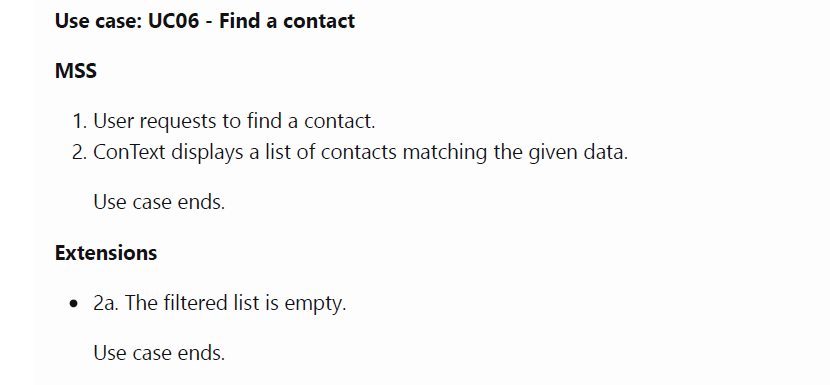 Use case: UC06 - Find a contact
MSS
1. User requests to find a contact.
2. ConText displays a list of contacts matching the given data.
Use case ends.
Extensions
• 2a. The filtered list is empty.
Use case ends.